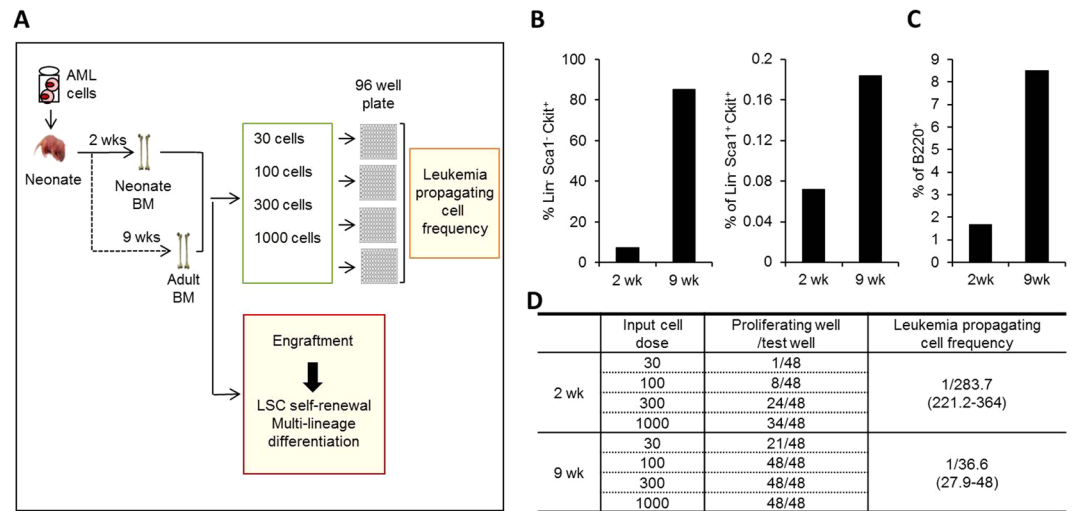 A
AML
cells
Neonate
2 wks
Neonate
BM
9 wks
Adult
BM
30 cells
100 cells
300 cells
1000 cells
96 well
plate
Leukemia
propagating
cell
frequency
Engraftment
LSC self-renewal
Multi-lineage
differentiation
B
% Lin⁻ Sca1⁻ Ckit⁺
100
80
60
40
20
0
2 wk 9 wk
% of Lin⁻ Sca1⁺ Ckit⁺
0.2
0.16
0.12
0.08
0.04
0
2 wk 9 wk
C
% of B220⁺
9
8
7
6
5
4
3
2
1
0
2 wk 9wk
D
Input cell
dose
Proliferating well
/test well
Leukemia propagating
cell frequency
2 wk
30 1/48
100 8/48
300 24/48
1000 34/48
1/283.7
(221.2-364)
9 wk
30 21/48
100 48/48
300 48/48
1000 48/48
1/36.6
(27.9-48)